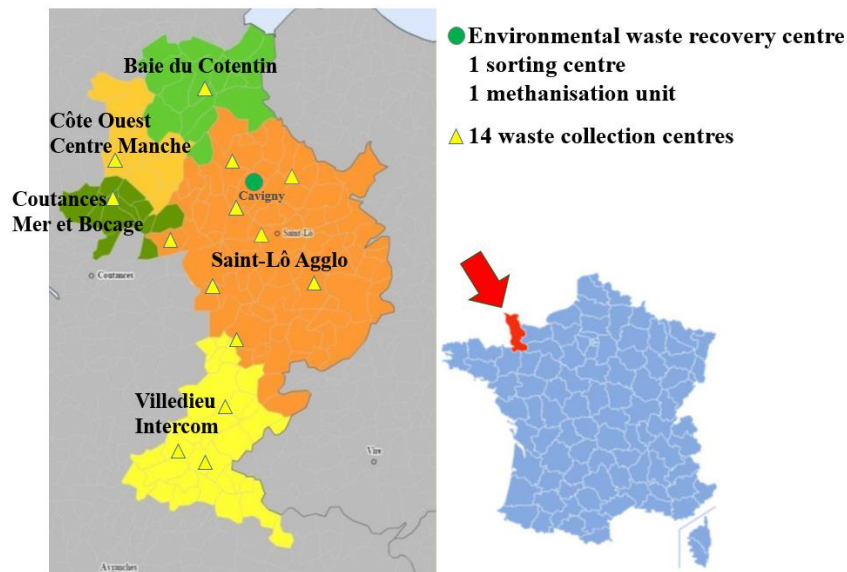 Baie du Cotentin
Côte Ouest
Centre Manche
Coutances
Mer et Bocage
Cavigny
Saint-Lô
Coutances
Saint-Lô Agglo
Villedieu
Intercom
Vire
Avranches
Environmental waste recovery centre
1 sorting centre
1 methanisation unit
14 waste collection centres